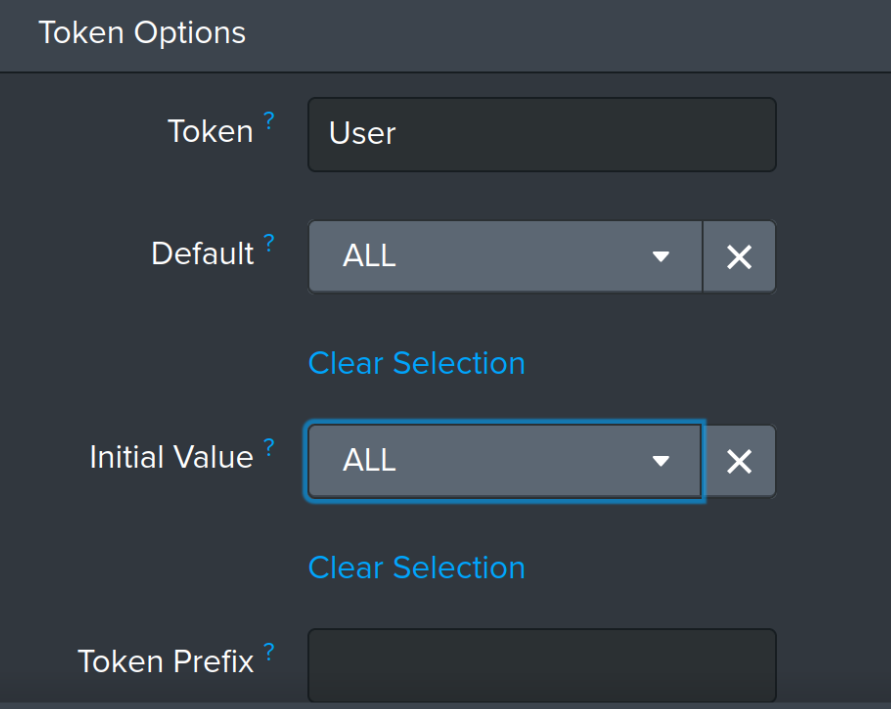 Token Options
Token ?
User
Default ?
ALL
Clear Selection
Initial Value ?
ALL
Clear Selection
Token Prefix ?